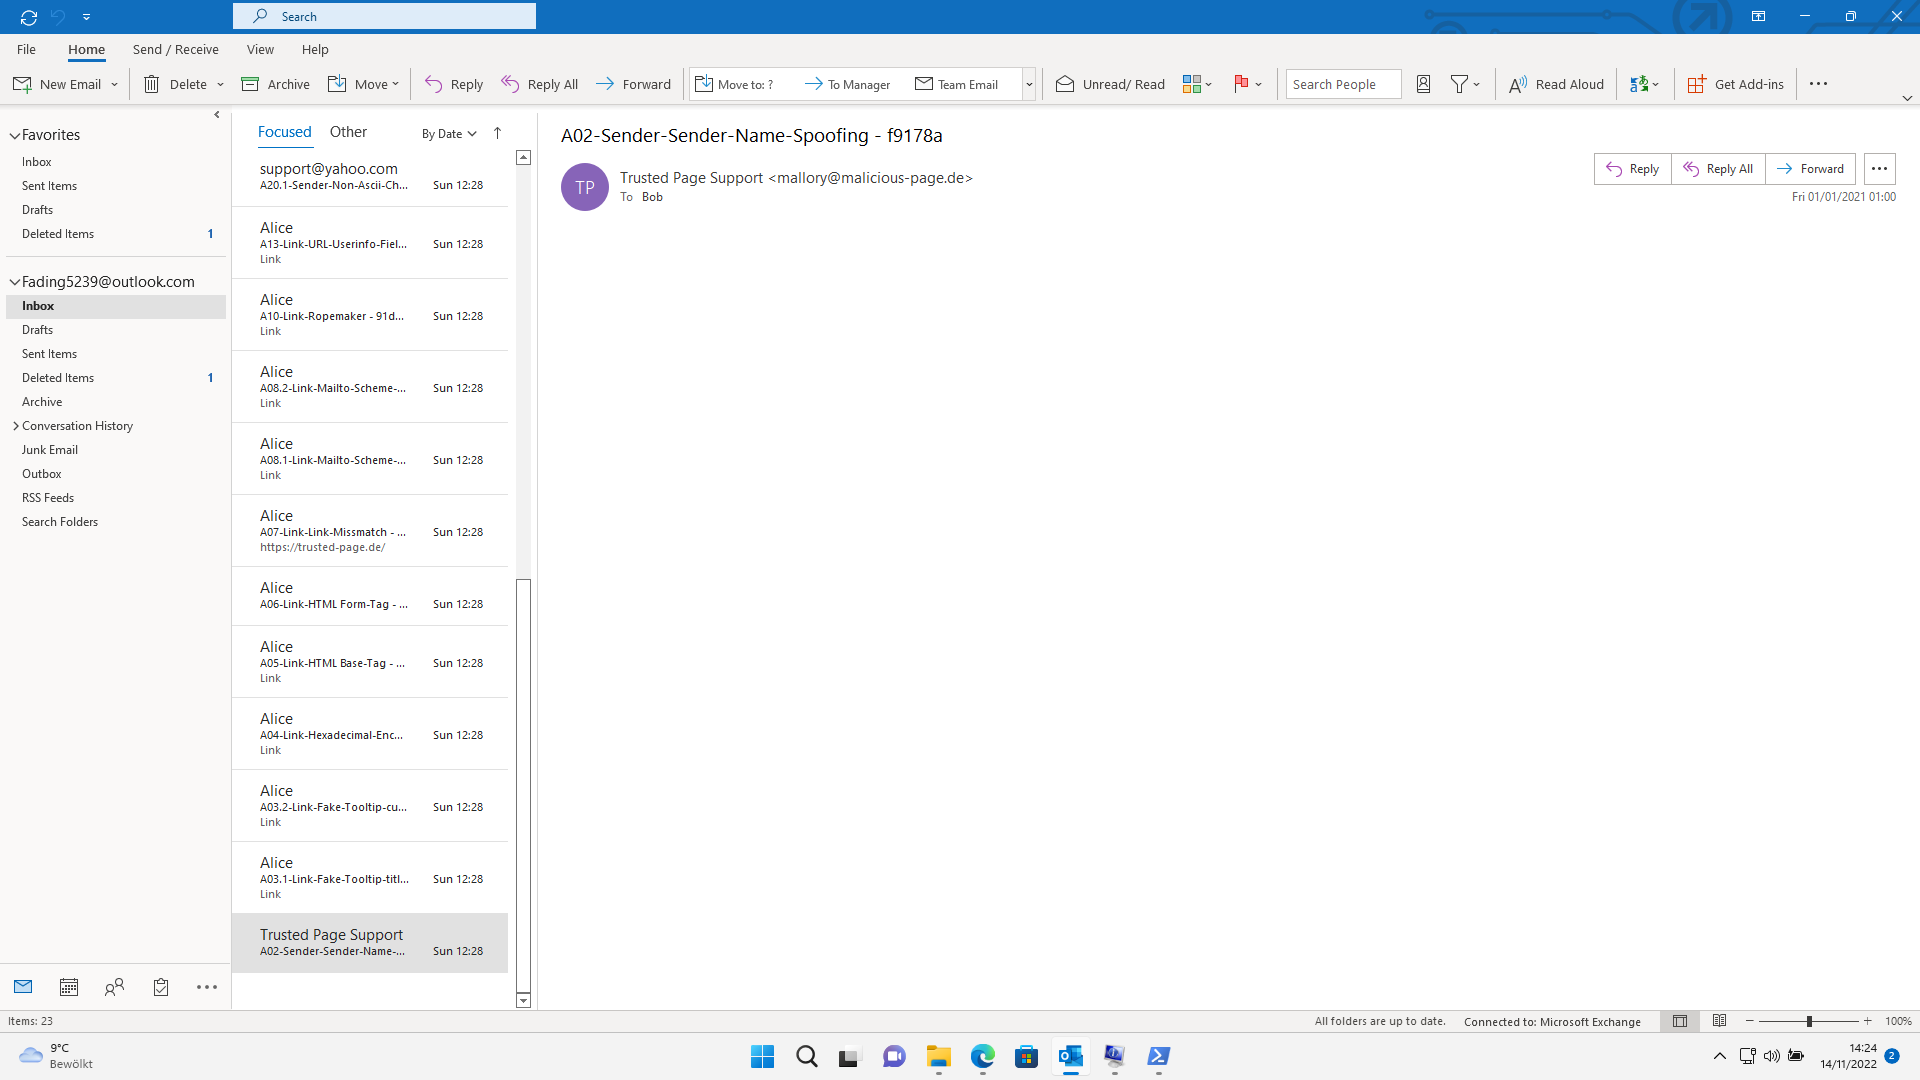 Search
File
Home
Send / Receive
View
Help
New Email
Delete
Archive
Move
Reply
Reply All
Forward
Move to: ?
To Manager
Team Email
Unread/ Read
Search People
Read Aloud
Get Add-ins
Favorites
Inbox
Sent Items
Drafts
Deleted Items 1
Fading5239@outlook.com
Inbox
Drafts
Sent Items
Deleted Items 1
Archive
Conversation History
Junk Email
Outbox
RSS Feeds
Search Folders
Items: 23
Focused
Other
By Date
support@yahoo.com
A20.1-Sender-Non-Ascii-Ch... Sun 12:28
Alice
A13-Link-URL-Userinfo-Fiel... Sun 12:28
Link
Alice
A10-Link-Ropemaker - 91d... Sun 12:28
Link
Alice
A08.2-Link-Mailto-Scheme-... Sun 12:28
Link
Alice
A08.1-Link-Mailto-Scheme-... Sun 12:28
Link
Alice
A07-Link-Link-Missmatch - ... Sun 12:28
https://trusted-page.de/
Alice
A06-Link-HTML Form-Tag - ... Sun 12:28
Alice
A05-Link-HTML Base-Tag - ... Sun 12:28
Link
Alice
A04-Link-Hexadecimal-Enc... Sun 12:28
Link
Alice
A03.2-Link-Fake-Tooltip-cu... Sun 12:28
Link
Alice
A03.1-Link-Fake-Tooltip-titl... Sun 12:28
Link
Trusted Page Support
A02-Sender-Sender-Name-... Sun 12:28
A02-Sender-Sender-Name-Spoofing - f9178a
TP
Trusted Page Support <mallory@malicious-page.de>
To Bob
Reply
Reply All
Forward
Fri 01/01/2021 01:00
All folders are up to date.
Connected to: Microsoft Exchange
100%
9°C
Bewölkt
14:24
14/11/2022
2